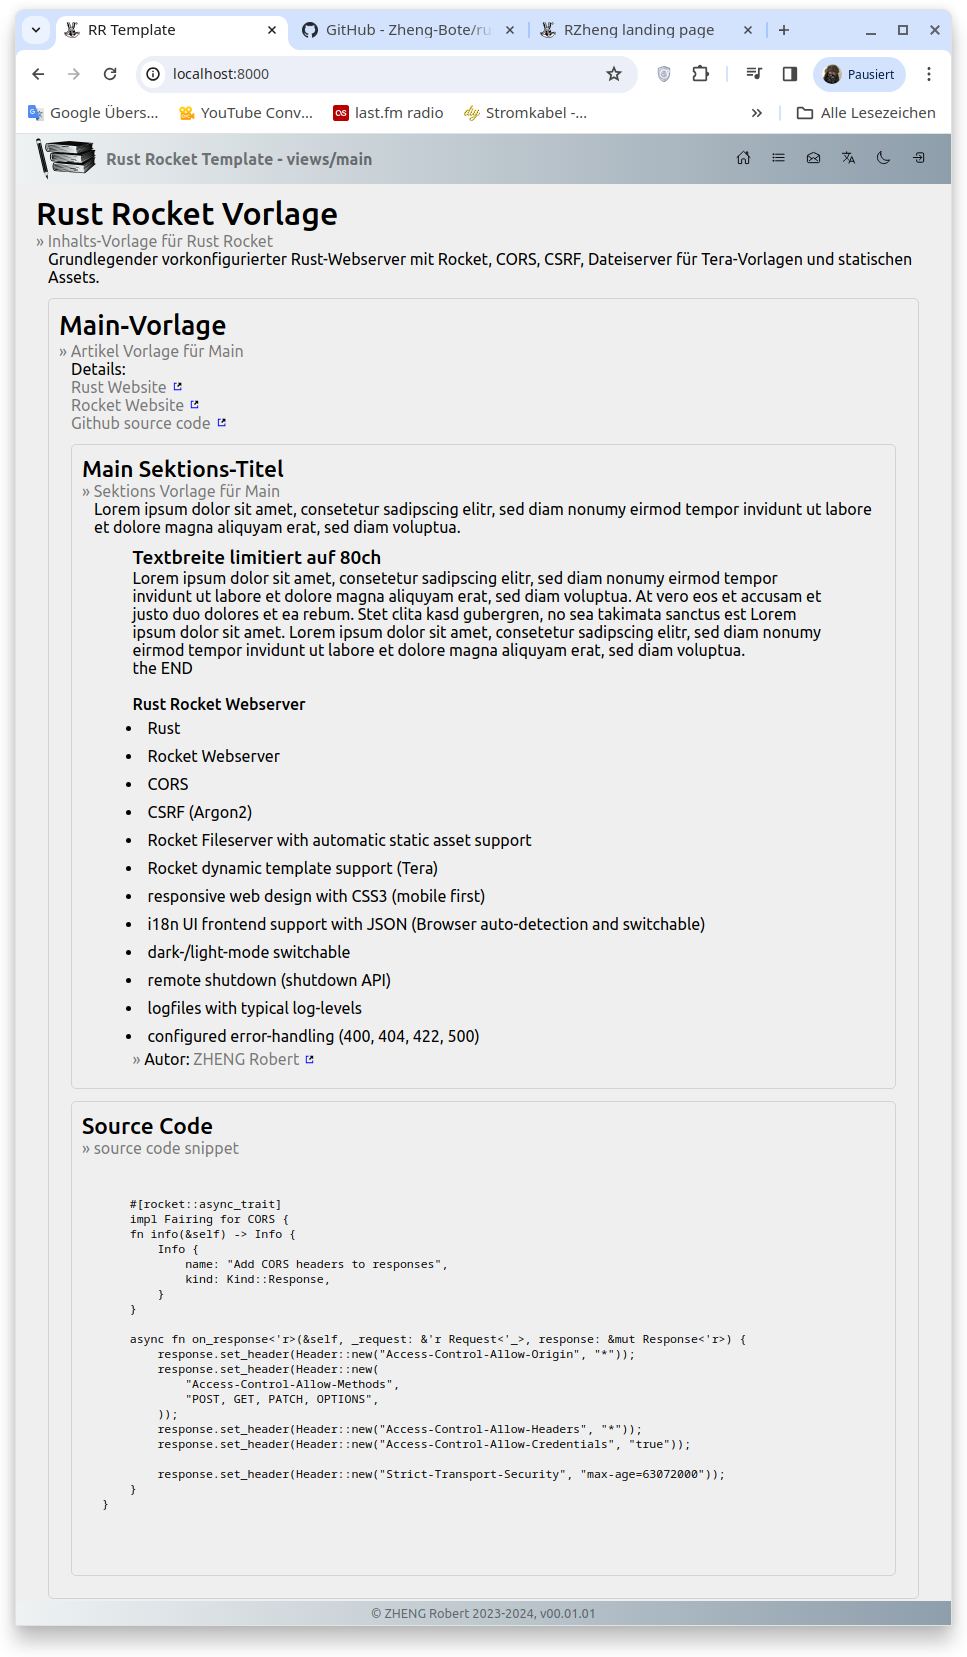 RR Template
GitHub - Zheng-Bote/ru
RZheng landing page
localhost:8000
Pausiert
Google Übers...
YouTube Conv...
last.fm radio
Stromkabel -...
Alle Lesezeichen
Rust Rocket Template - views/main
Rust Rocket Vorlage
» Inhalts-Vorlage für Rust Rocket
Grundlegender vorkonfigurierter Rust-Webserver mit Rocket, CORS, CSRF, Dateiserver für Tera-Vorlagen und statischen
Assets.
Main-Vorlage
» Artikel Vorlage für Main
Details:
Rust Website
Rocket Website
Github source code
Main Sektions-Titel
» Sektions Vorlage für Main
Lorem ipsum dolor sit amet, consetetur sadipscing elitr, sed diam nonumy eirmod tempor invidunt ut labore
et dolore magna aliquyam erat, sed diam voluptua.
Textbreite limitiert auf 80ch
Lorem ipsum dolor sit amet, consetetur sadipscing elitr, sed diam nonumy eirmod tempor
invidunt ut labore et dolore magna aliquyam erat, sed diam voluptua. At vero eos et accusam et
justo duo dolores et ea rebum. Stet clita kasd gubergren, no sea takimata sanctus est Lorem
ipsum dolor sit amet. Lorem ipsum dolor sit amet, consetetur sadipscing elitr, sed diam nonumy
eirmod tempor invidunt ut labore et dolore magna aliquyam erat, sed diam voluptua.
the END
Rust Rocket Webserver
• Rust
• Rocket Webserver
• CORS
• CSRF (Argon2)
• Rocket Fileserver with automatic static asset support
• Rocket dynamic template support (Tera)
• responsive web design with CSS3 (mobile first)
• i18n UI frontend support with JSON (Browser auto-detection and switchable)
• dark-/light-mode switchable
• remote shutdown (shutdown API)
• logfiles with typical log-levels
• configured error-handling (400, 404, 422, 500)
» Autor: ZHENG Robert
Source Code
» source code snippet
#[rocket::async_trait]
impl Fairing for CORS {
fn info(&self) -> Info {
Info {
name: "Add CORS headers to responses",
kind: Kind::Response,
}
}
async fn on_response<'r>(&self, _request: &'r Request<'_>, response: &mut Response<'r>) {
response.set_header(Header::new("Access-Control-Allow-Origin", "*"));
response.set_header(Header::new(
"Access-Control-Allow-Methods",
"POST, GET, PATCH, OPTIONS",
));
response.set_header(Header::new("Access-Control-Allow-Headers", "*"));
response.set_header(Header::new("Access-Control-Allow-Credentials", "true"));
response.set_header(Header::new("Strict-Transport-Security", "max-age=63072000"));
}
}
© ZHENG Robert 2023-2024, v00.01.01